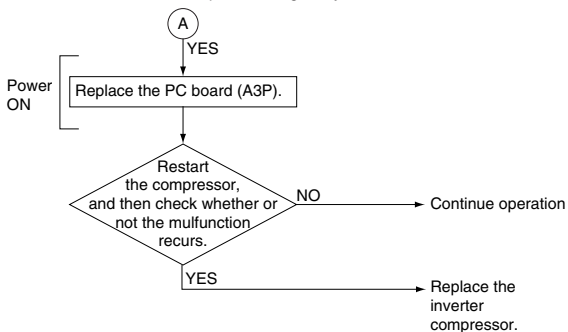 A
YES
Power
ON
Replace the PC board (A3P).
Restart
the compressor,
and then check whether or
not the mulfunction
recurs.
NO
Continue operation
YES
Replace the
inverter
compressor.